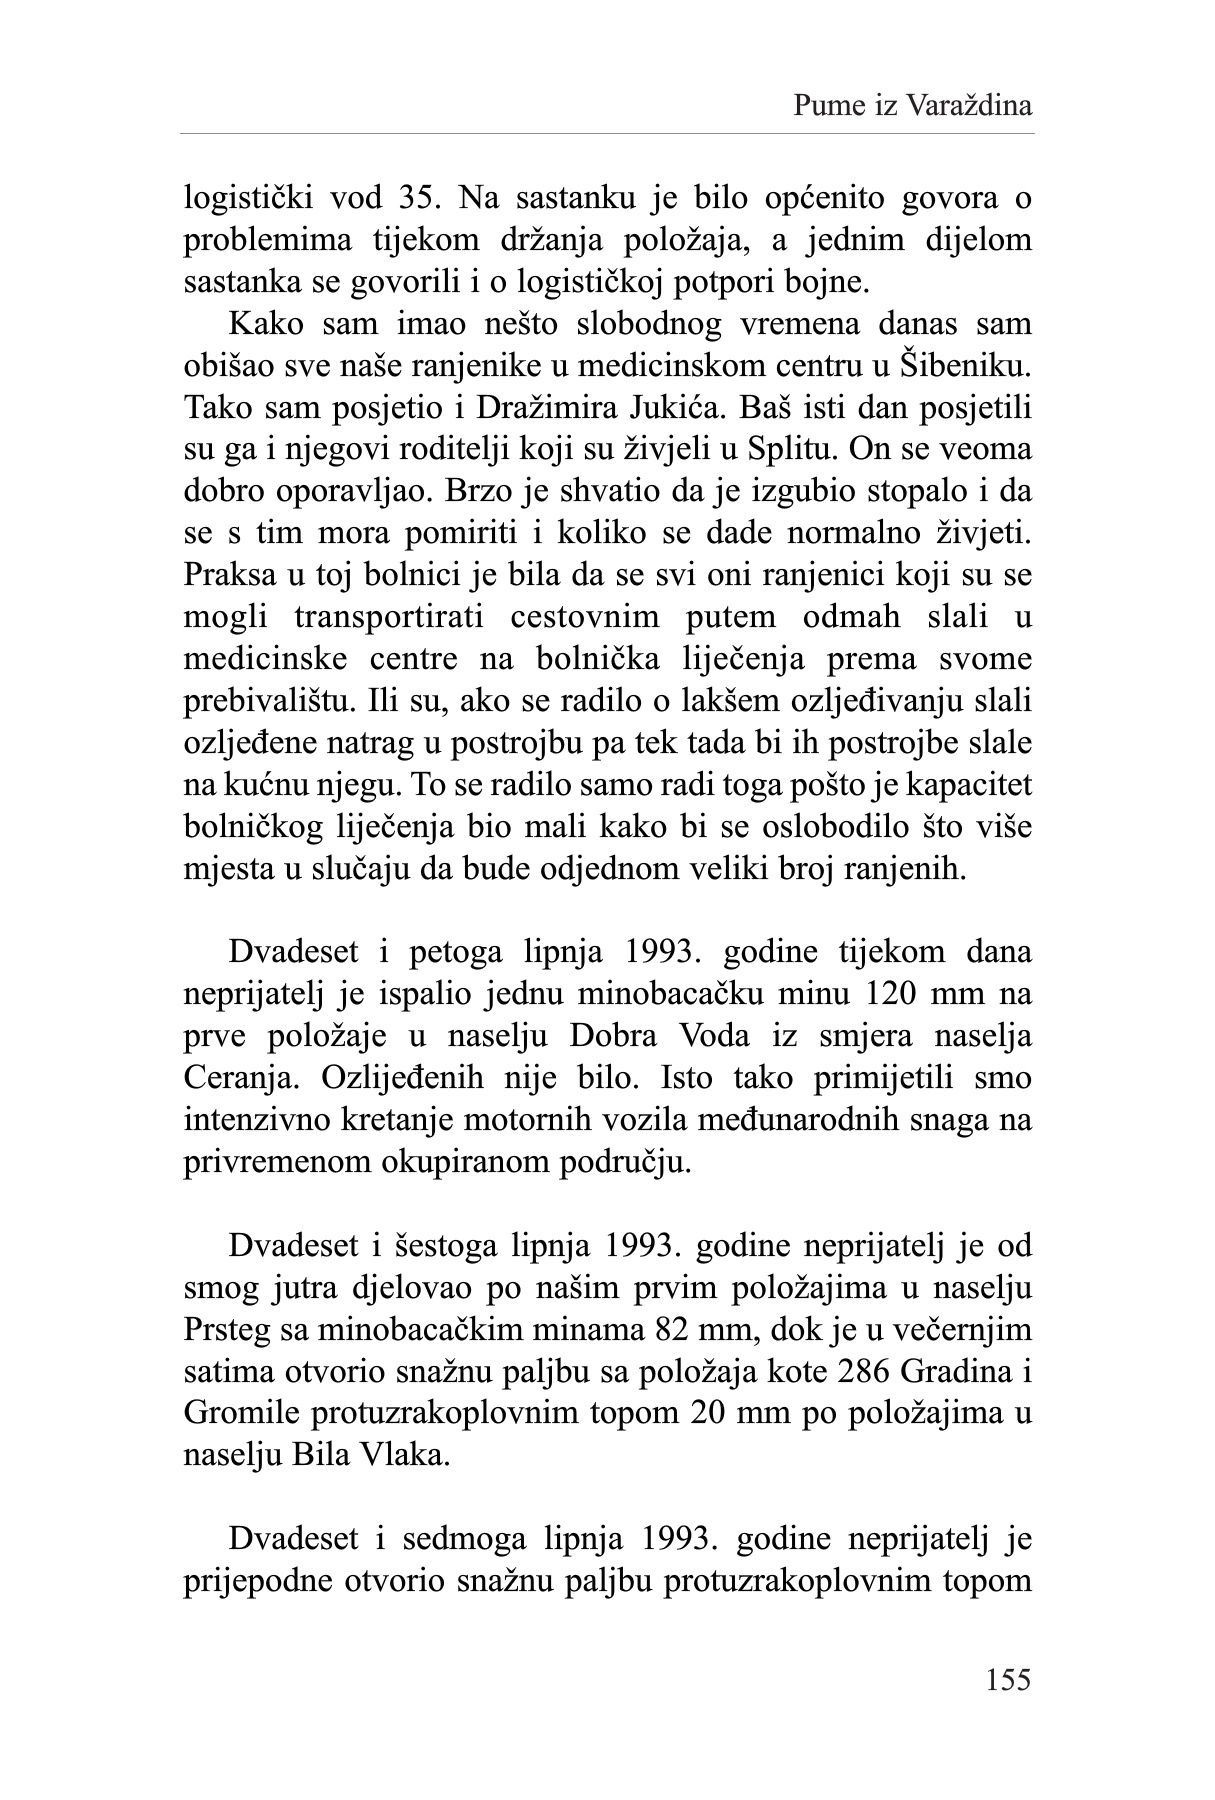 Pume iz Varaždina
logistički vod 35. Na sastanku je bilo općenito govora o
problemima tijekom držanja položaja, a jednim dijelom
sastanka se govorili i o logističkoj potpori bojne.
Kako sam imao nešto slobodnog vremena danas sam
obišao sve naše ranjenike u medicinskom centru u Šibeniku.
Tako sam posjetio i Dražimira Jukića. Baš isti dan posjetili
su ga i njegovi roditelji koji su živjeli u Splitu. On se veoma
dobro oporavljao. Brzo je shvatio da je izgubio stopalo i da
se s tim mora pomiriti i koliko se dade normalno živjeti.
Praksa u toj bolnici je bila da se svi oni ranjenici koji su se
mogli transportirati cestovnim putem odmah slali u
medicinske centre na bolnička liječenja prema svome
prebivalištu. Ili su, ako se radilo o lakšem ozljeđivanju slali
ozljeđene natrag u postrojbu pa tek tada bi ih postrojbe slale
na kućnu njegu. To se radilo samo radi toga pošto je kapacitet
bolničkog liječenja bio mali kako bi se oslobodilo što više
mjesta u slučaju da bude odjednom veliki broj ranjenih.
Dvadeset i petoga lipnja 1993. godine tijekom dana
neprijatelj je ispalio jednu minobacačku minu 120 mm na
prve položaje u naselju Dobra Voda iz smjera naselja
Ceranja. Ozlijeđenih nije bilo. Isto tako primijetili smo
intenzivno kretanje motornih vozila međunarodnih snaga na
privremenom okupiranom području.
Dvadeset i šestoga lipnja 1993. godine neprijatelj je od
smog jutra djelovao po našim prvim položajima u naselju
Prsteg sa minobacačkim minama 82 mm, dok je u večernjim
satima otvorio snažnu paljbu sa položaja kote 286 Gradina i
Gromile protuzrakoplovnim topom 20 mm po položajima u
naselju Bila Vlaka.
Dvadeset i sedmoga lipnja 1993. godine neprijatelj je
prijepodne otvorio snažnu paljbu protuzrakoplovnim topom
155